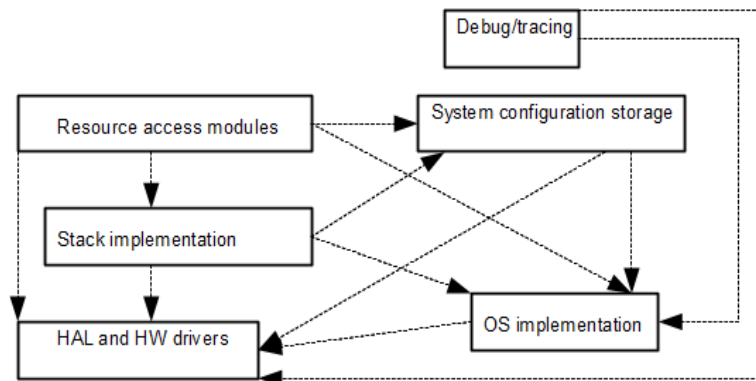 Debug/tracing
System configuration storage
Resource access modules
Stack implementation
OS implementation
HAL and HW drivers